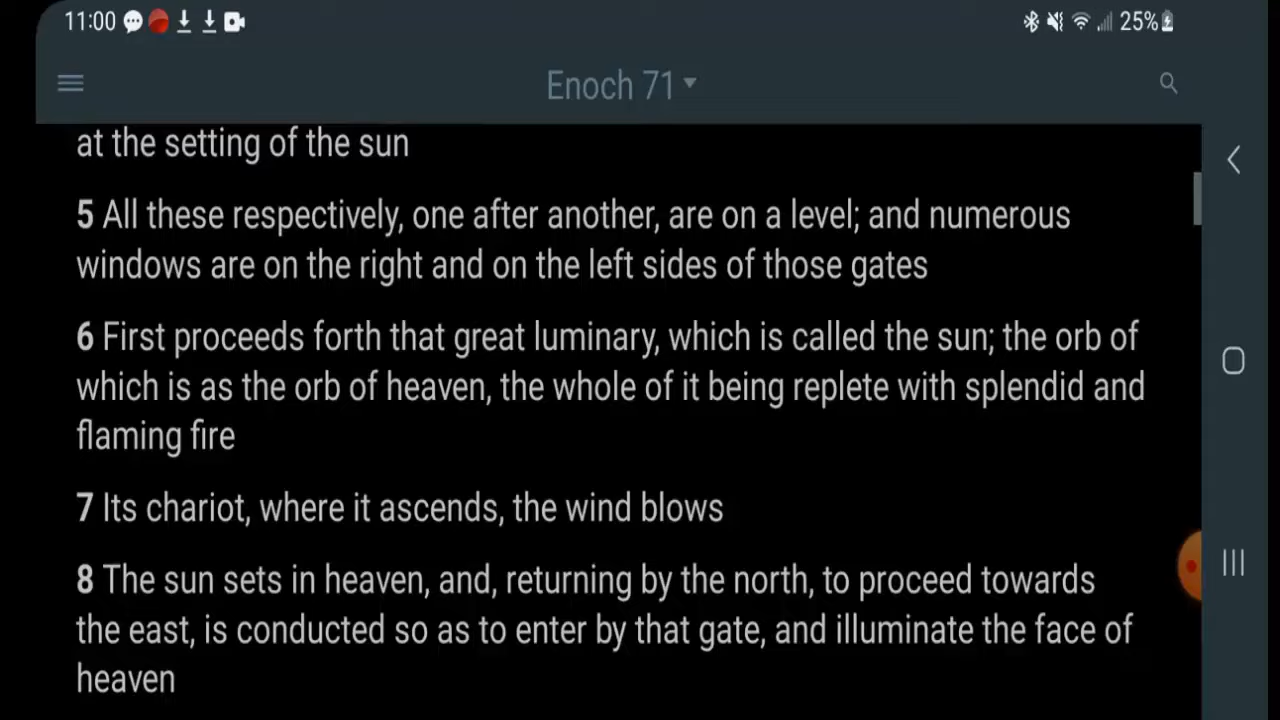 11:00 25%
Enoch 71
at the setting of the sun
5 All these respectively, one after another, are on a level; and numerous
windows are on the right and on the left sides of those gates
6 First proceeds forth that great luminary, which is called the sun; the orb of
which is as the orb of heaven, the whole of it being replete with splendid and
flaming fire
7 Its chariot, where it ascends, the wind blows
8 The sun sets in heaven, and, returning by the north, to proceed towards
the east, is conducted so as to enter by that gate, and illuminate the face of
heaven